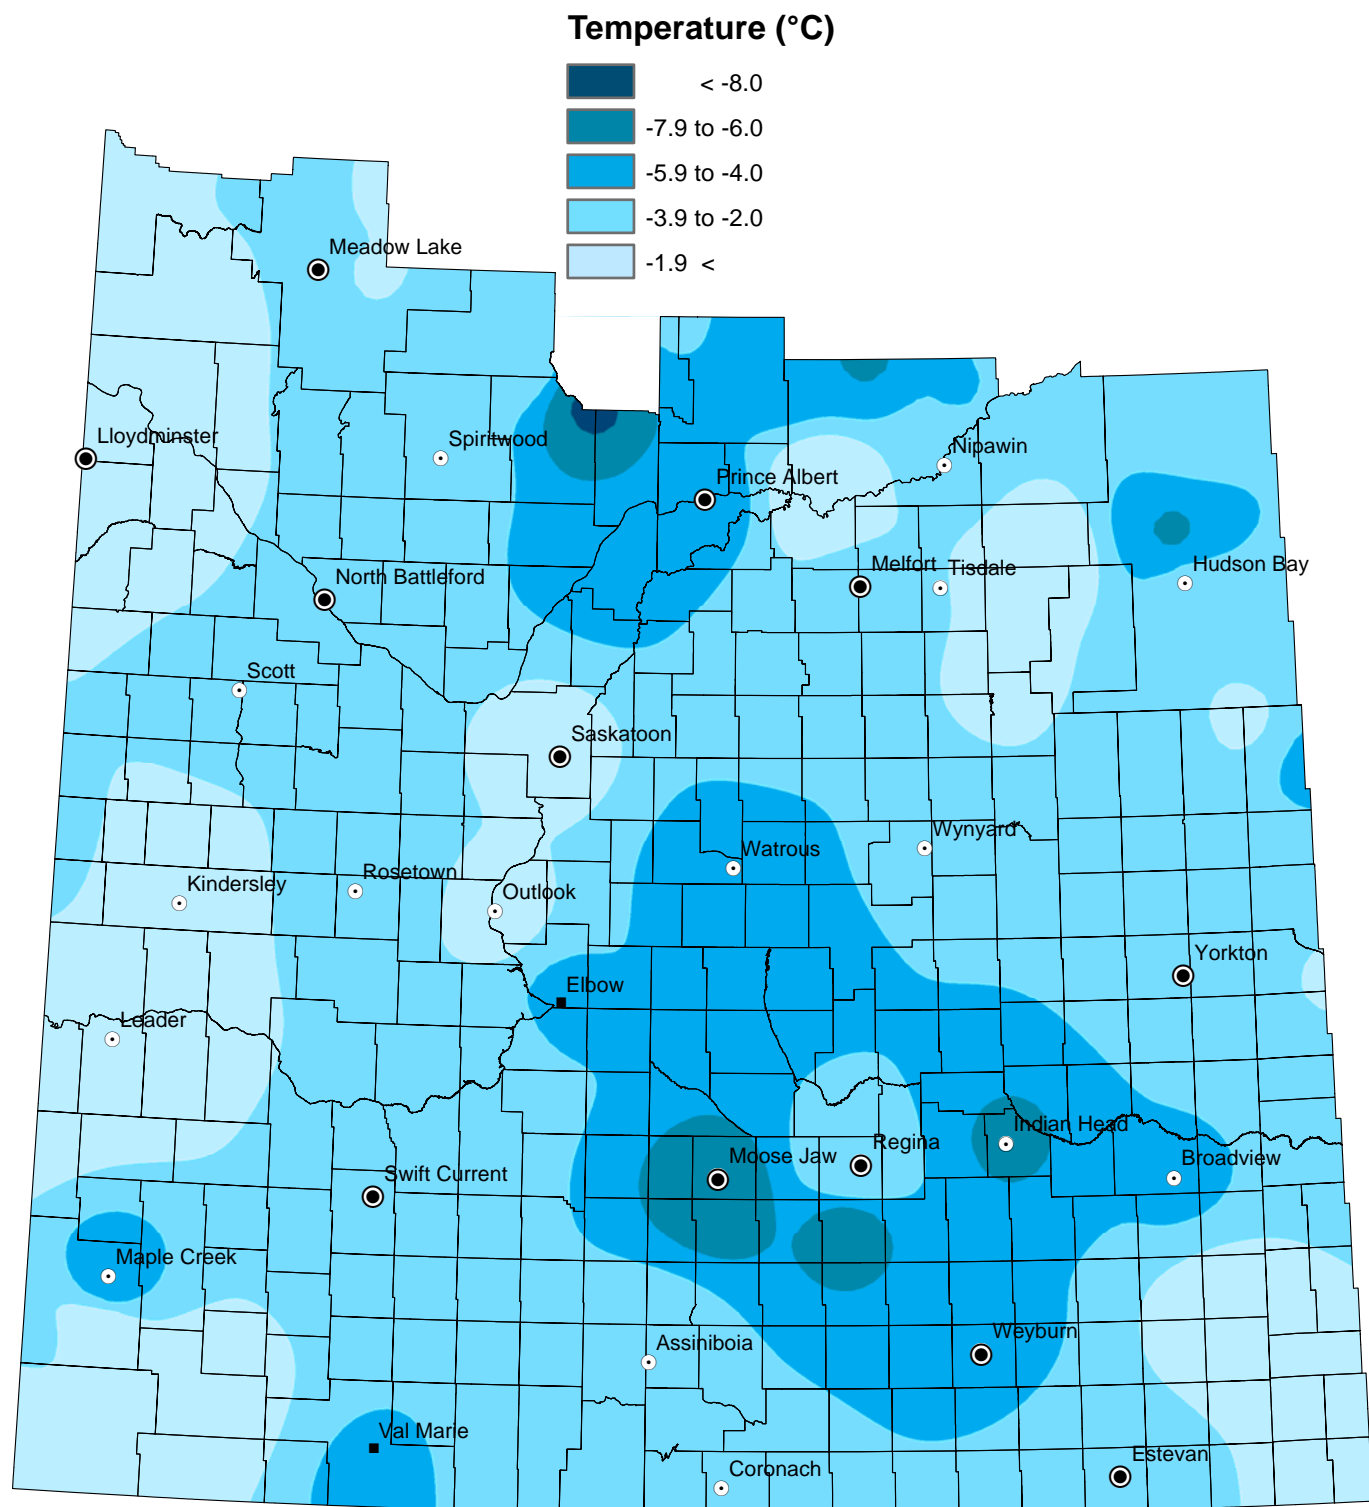 Temperature (°C)
< -8.0
-7.9 to -6.0
-5.9 to -4.0
-3.9 to -2.0
-1.9 <
Meadow Lake
Lloydminster
Spiritwood
Nipawin
Prince Albert
Melfort
Tisdale
Hudson Bay
North Battleford
Scott
Saskatoon
Wynyard
Watrous
Rosetown
Kindersley
Outlook
Yorkton
Elbow
Leader
Indian Head
Regina
Moose Jaw
Broadview
Swift Current
Maple Creek
Weyburn
Assiniboia
Val Marie
Estevan
Coronach